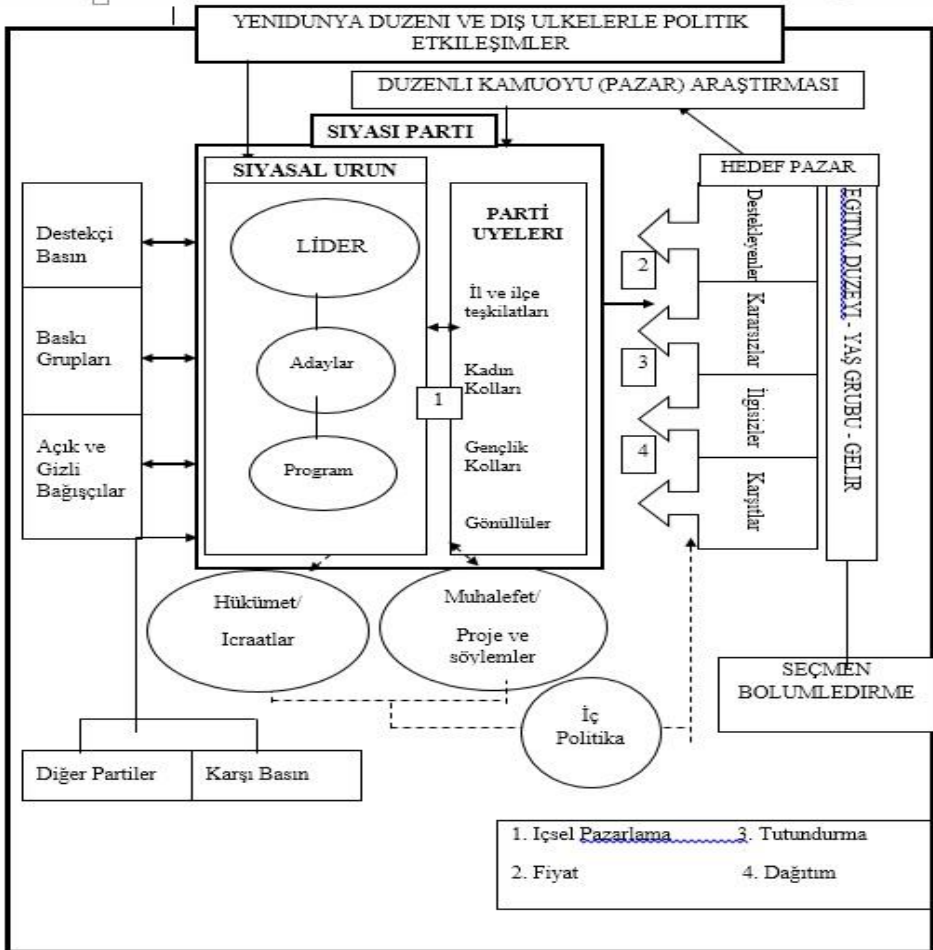 YENIDUNYA DUZENI VE DIŞ ULKELERLE POLITIK
ETKILEŞIMLER
DUZENLI KAMUOYU (PAZAR) ARAŞTIRMASI
SIYASI PARTI
SIYASAL URUN
HEDEF PAZAR
LİDER
Adaylar
Program
PARTİ
UYELERI
İl ve ilçe
teşkilatları
Kadın
Kolları
Gençlik
Kolları
Gönüllüler
1
Destekçi
Basın
Baskı
Grupları
Açık ve
Gizli
Bağışçılar
2
3
4
Destekleyenler
Kararsızlar
İlgisizler
Karşıtlar
EGITIM DUZEYI - YAŞ GRUBU - GELIR
Hükümet/
Icraatlar
Muhalefet/
Proje ve
söylemler
İç
Politika
SEÇMEN
BOLUMLEDIRME
Diğer Partiler
Karşı Basın
1. Içsel Pazarlama 3. Tutundurma
2. Fiyat 4. Dağıtım